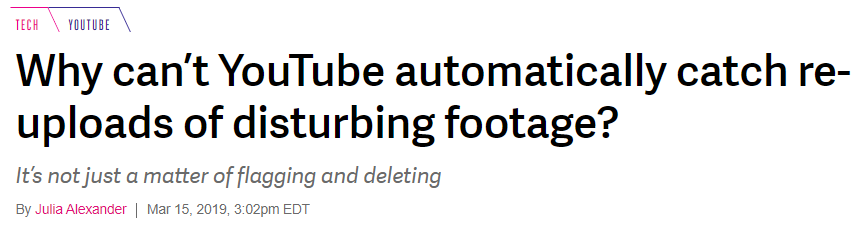 TECH YOUTUBE
Why can’t YouTube automatically catch re-
uploads of disturbing footage?
It’s not just a matter of flagging and deleting
By Julia Alexander | Mar 15, 2019, 3:02pm EDT